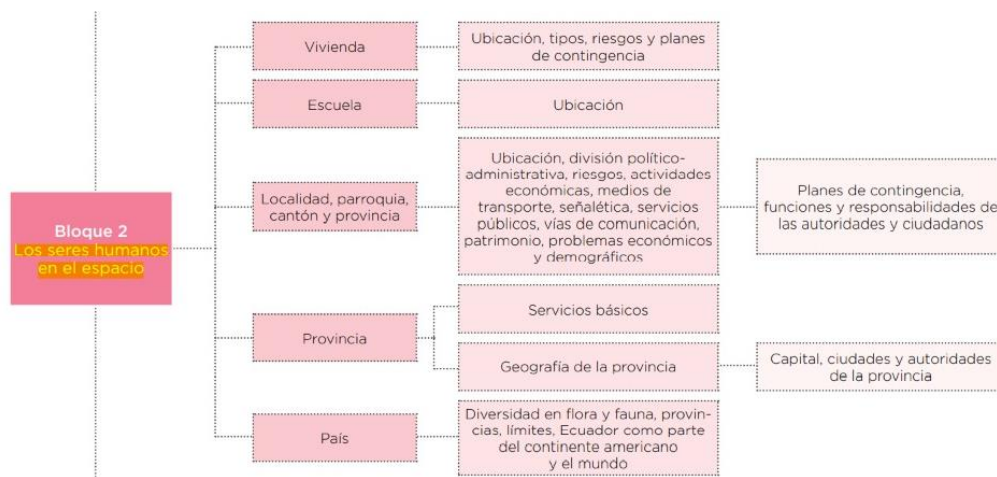 Bloque 2
Los seres humanos
en el espacio
Vivienda
Ubicación, tipos, riesgos y planes
de contingencia
Escuela
Ubicación
Localidad, parroquia,
cantón y provincia
Ubicación, división político-
administrativa, riesgos, actividades
económicas, medios de
transporte, señalética, servicios
públicos, vías de comunicación,
patrimonio, problemas económicos
y demográficos
Planes de contingencia,
funciones y responsabilidades de
las autoridades y ciudadanos
Provincia
Servicios básicos
Geografía de la provincia
Capital, ciudades y autoridades
de la provincia
País
Diversidad en flora y fauna, provin-
cias, límites, Ecuador como parte
del continente americano
y el mundo